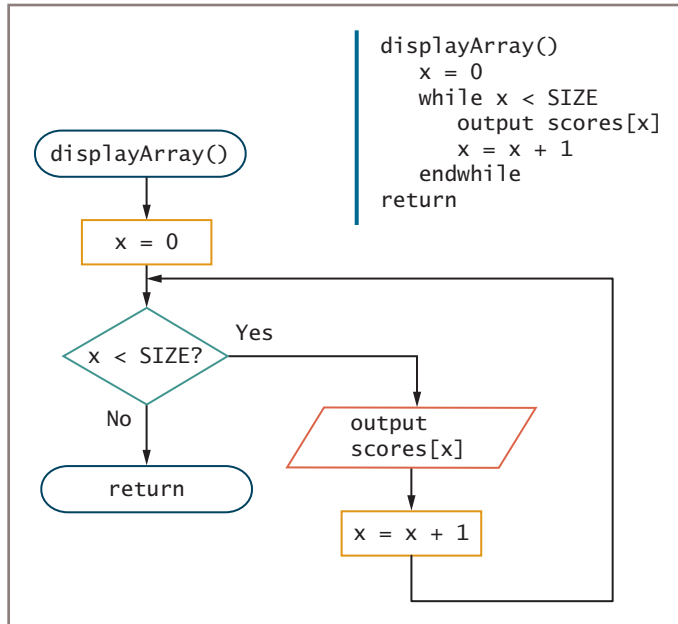 displayArray()
x = 0
while x < SIZE
output scores[x]
x = x + 1
endwhile
return
displayArray()
x = 0
x < SIZE?
Yes
No
output
scores[x]
return
x = x + 1